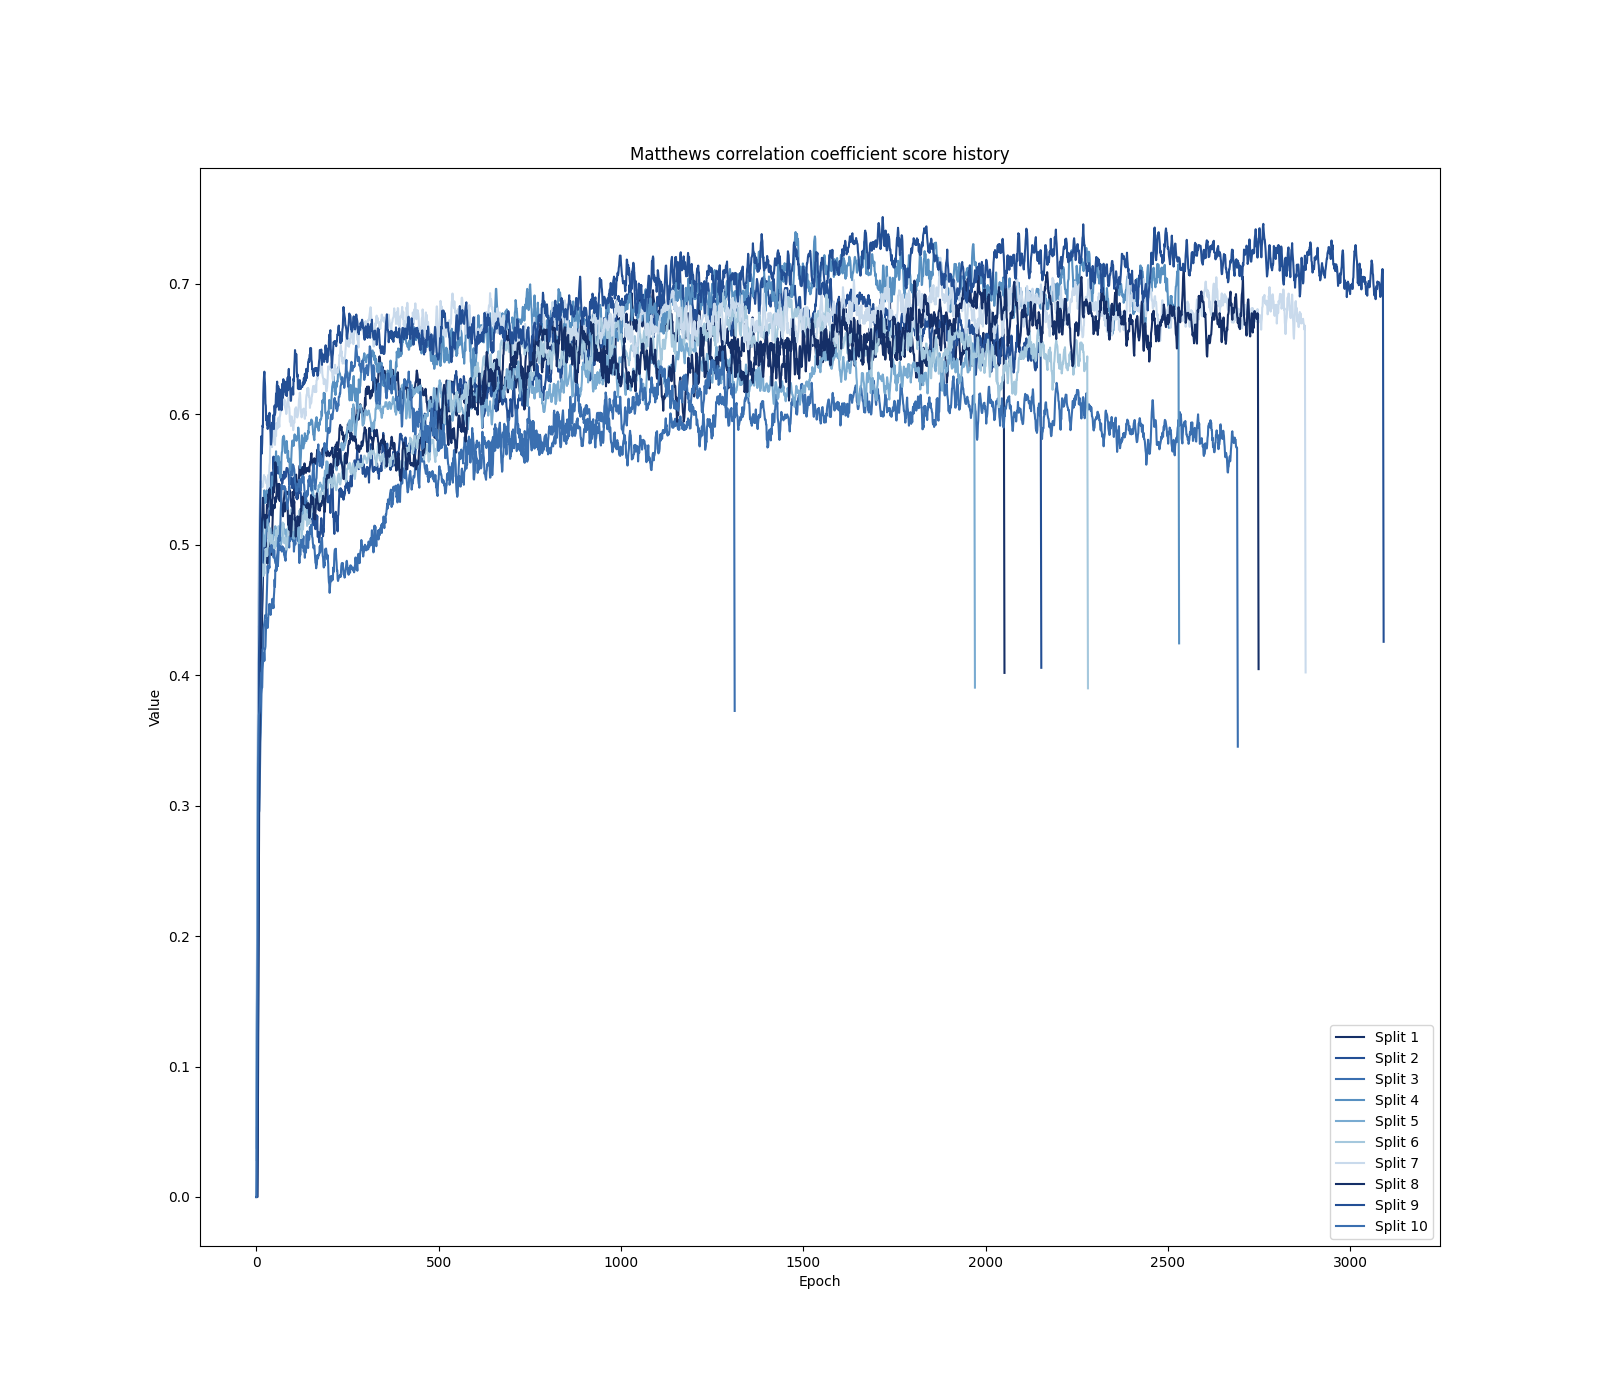 Matthews correlation coefficient score history
Value
0.7
0.6
0.5
0.4
0.3
0.2
0.1
0.0
0
500
1000
1500
2000
2500
3000
Epoch
Split 1
Split 2
Split 3
Split 4
Split 5
Split 6
Split 7
Split 8
Split 9
Split 10